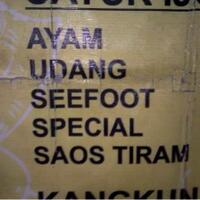 AYAM
UDANG
SEEFOOT
SPECIAL
SAOS TIRAM